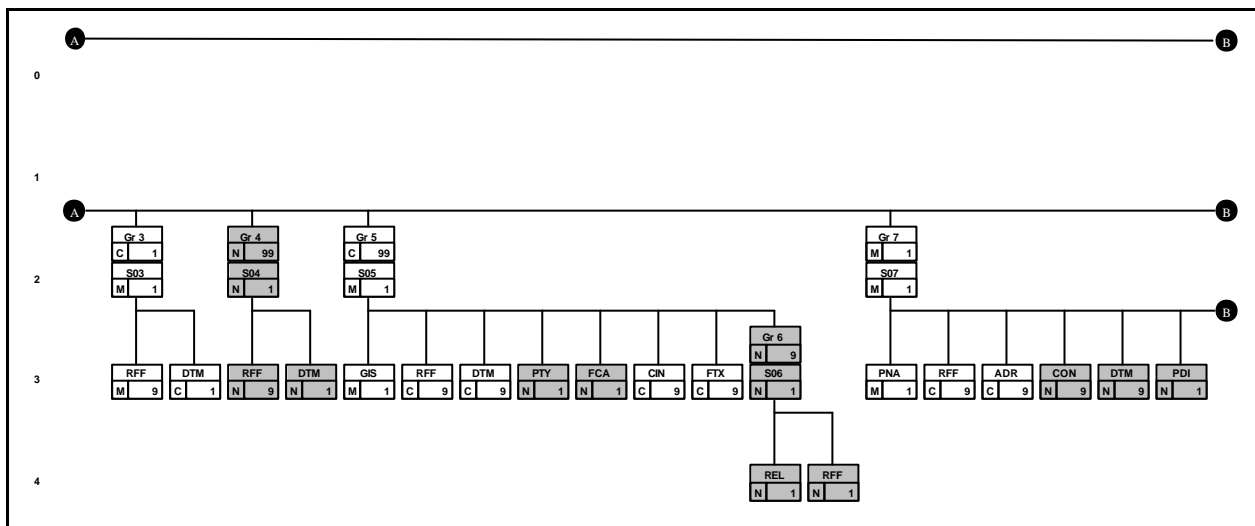 A B
0
1
A B
Gr 3 Gr 4 Gr 5 Gr 7
C 1 N 99 C 99 M 1
S03 S04 S05 S07
2
M 1 N 1 M 1 M 1
B
Gr 6
N 9
RFF DTM RFF DTM GIS RFF DTM PTY FCA CIN FTX S06 PNA RFF ADR CON DTM PDI
3
M 9 C 1 N 9 N 1 M 1 C 9 C 9 N 1 N 1 C 9 C 9 N 1 M 1 C 9 C 9 N 9 N 9 N 1
REL RFF
4
N 1 N 1